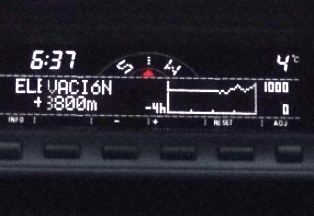 6:37 S W 4°C
ELEVACIÓN 1000
+3800m -4h 0
INFO - + RESET ADJ